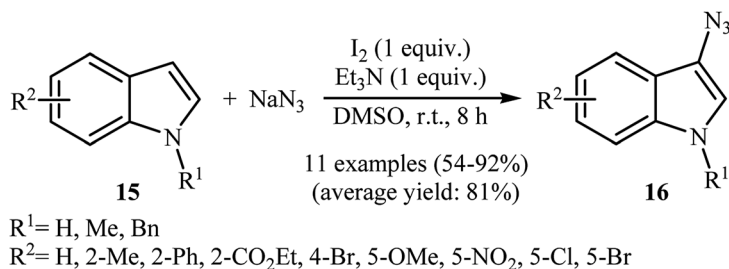 I₂ (1 equiv.)
Et₃N (1 equiv.)
DMSO, r.t., 8 h
11 examples (54-92%)
(average yield: 81%)
R²
N
R¹
15
+ NaN₃
N₃
R²
N
R¹
16
R¹= H, Me, Bn
R²= H, 2-Me, 2-Ph, 2-CO₂Et, 4-Br, 5-OMe, 5-NO₂, 5-Cl, 5-Br